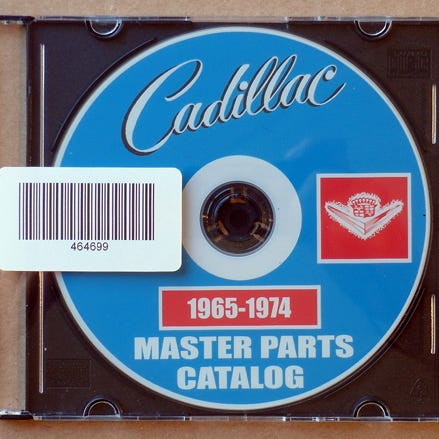 Cadillac
464699
1965-1974
MASTER PARTS
CATALOG